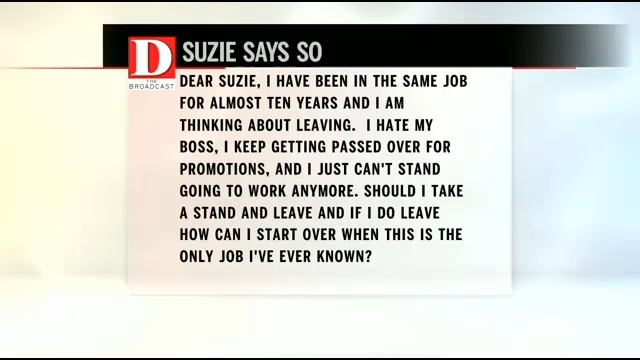 SUZIE SAYS SO
D
THE
BROADCAST
DEAR SUZIE, I HAVE BEEN IN THE SAME JOB
FOR ALMOST TEN YEARS AND I AM
THINKING ABOUT LEAVING. I HATE MY
BOSS, I KEEP GETTING PASSED OVER FOR
PROMOTIONS, AND I JUST CAN'T STAND
GOING TO WORK ANYMORE. SHOULD I TAKE
A STAND AND LEAVE AND IF I DO LEAVE
HOW CAN I START OVER WHEN THIS IS THE
ONLY JOB I'VE EVER KNOWN?